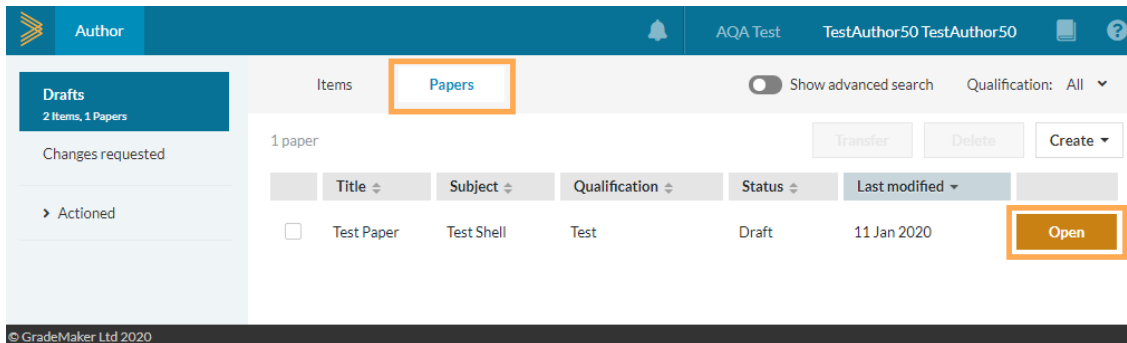 Author AQA Test TestAuthor50 TestAuthor50 ?
Drafts
2 Items, 1 Papers
Changes requested
Actioned
Items Papers Show advanced search Qualification: All
1 paper Transfer Delete Create
Title Subject Qualification Status Last modified
Test Paper Test Shell Test Draft 11 Jan 2020 Open
© GradeMaker Ltd 2020